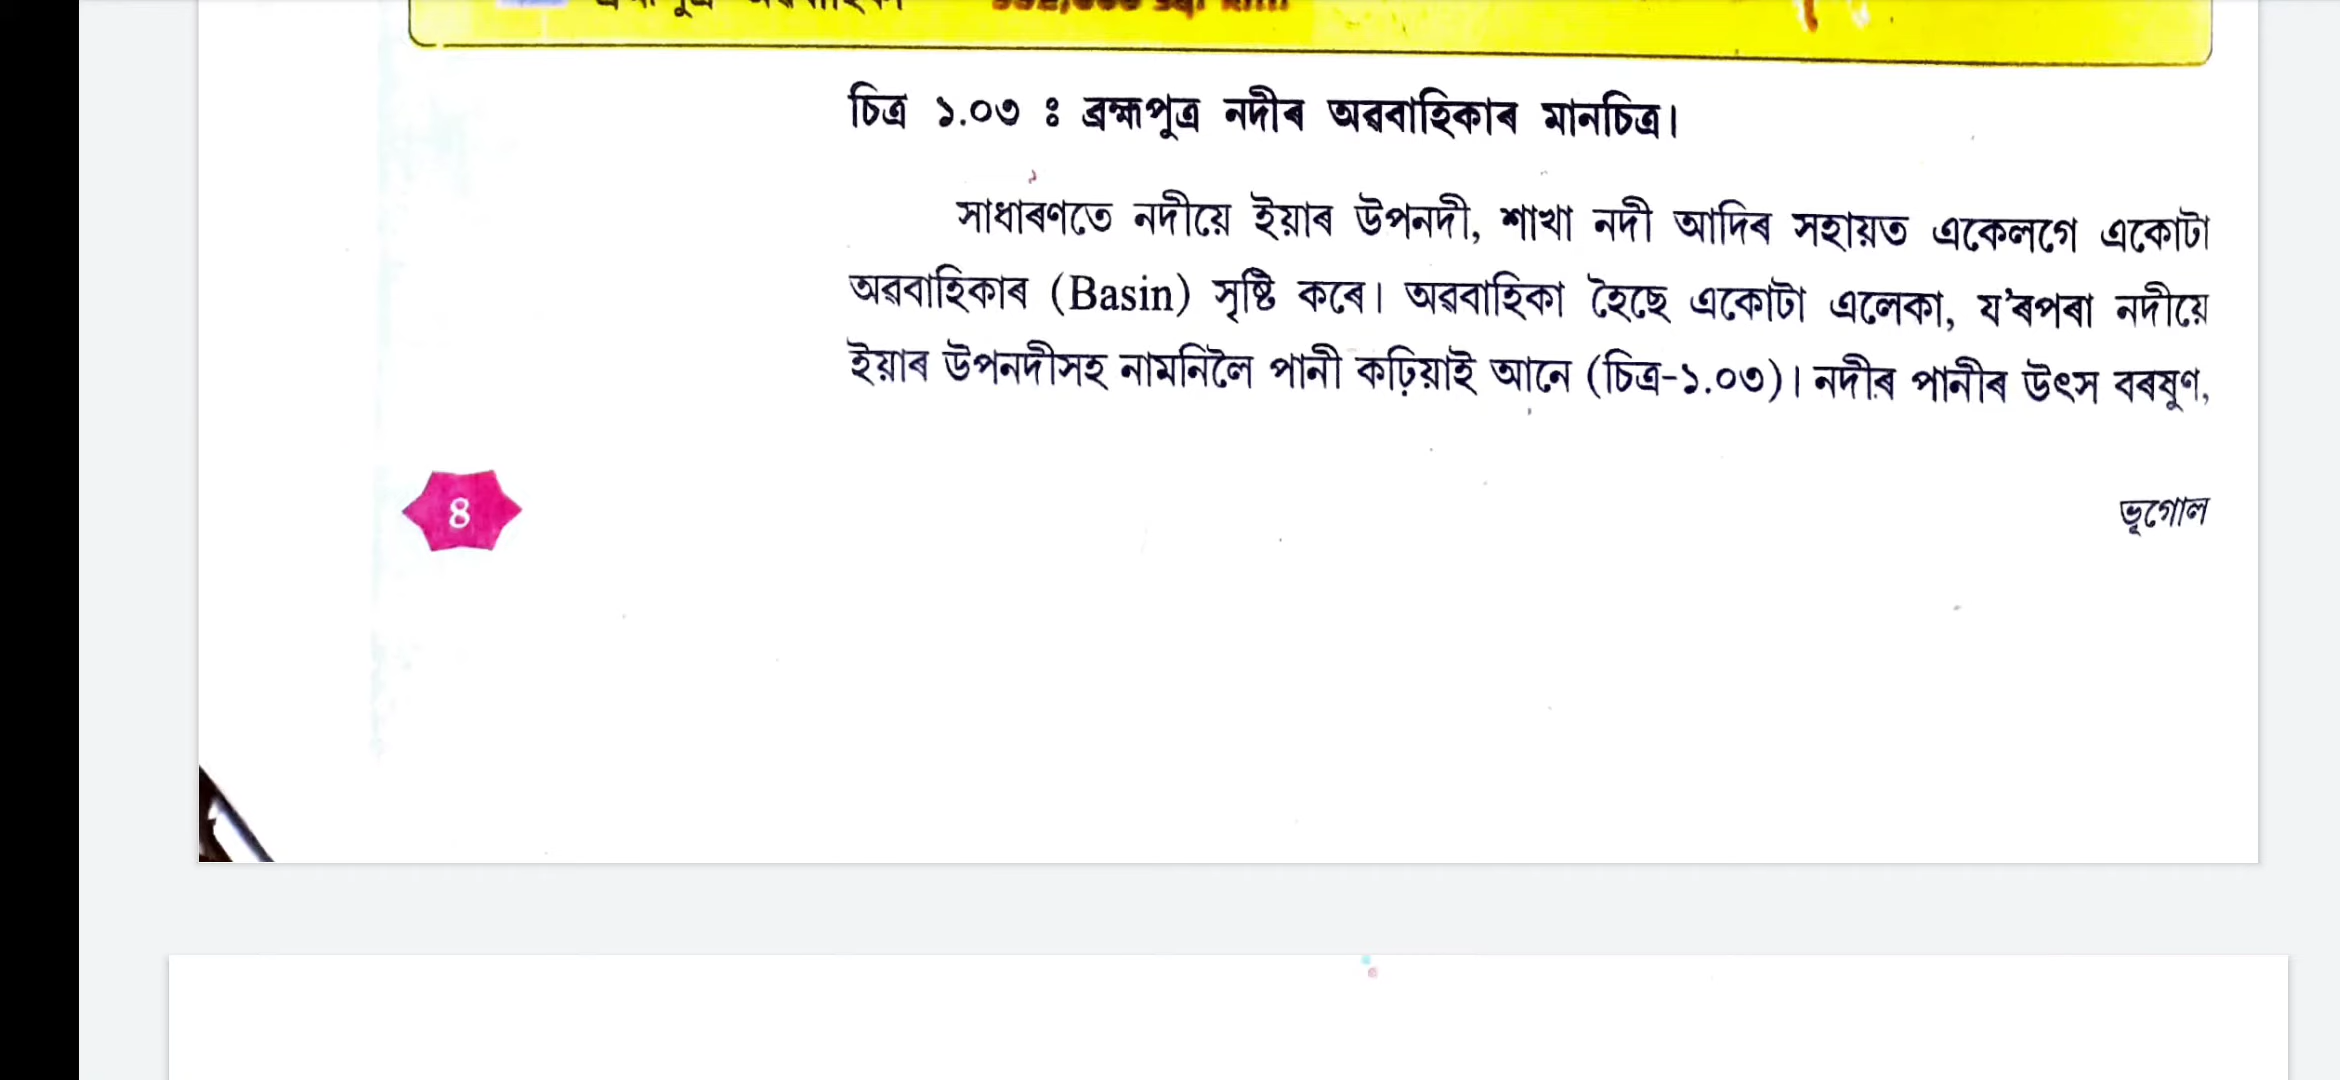 চিত্ৰ ১.০৩ ঃ ব্ৰহ্মপুত্ৰ নদীৰ অৱবাহিকাৰ মানচিত্ৰ।
সাধাৰণতে নদীয়ে ইয়াৰ উপনদী, শাখা নদী আদিৰ সহায়ত একেলগে একোটা
অৱবাহিকাৰ (Basin) সৃষ্টি কৰে। অৱবাহিকা হৈছে একোটা এলেকা, য'ৰপৰা নদীয়ে
ইয়াৰ উপনদীসহ নামনিলৈ পানী কঢ়িয়াই আনে (চিত্ৰ-১.০৩)। নদীৰ পানীৰ উৎস বৰষুণ,
8
ভূগোল